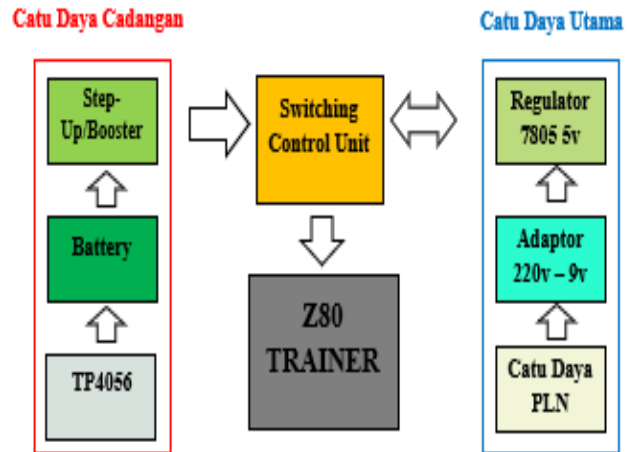 Catu Daya Cadangan
Catu Daya Utama
Step-
Up/Booster
Switching
Control Unit
Regulator
7805 5v
Battery
Adaptor
220v – 9v
Z80
TRAINER
TP4056
Catu Daya
PLN